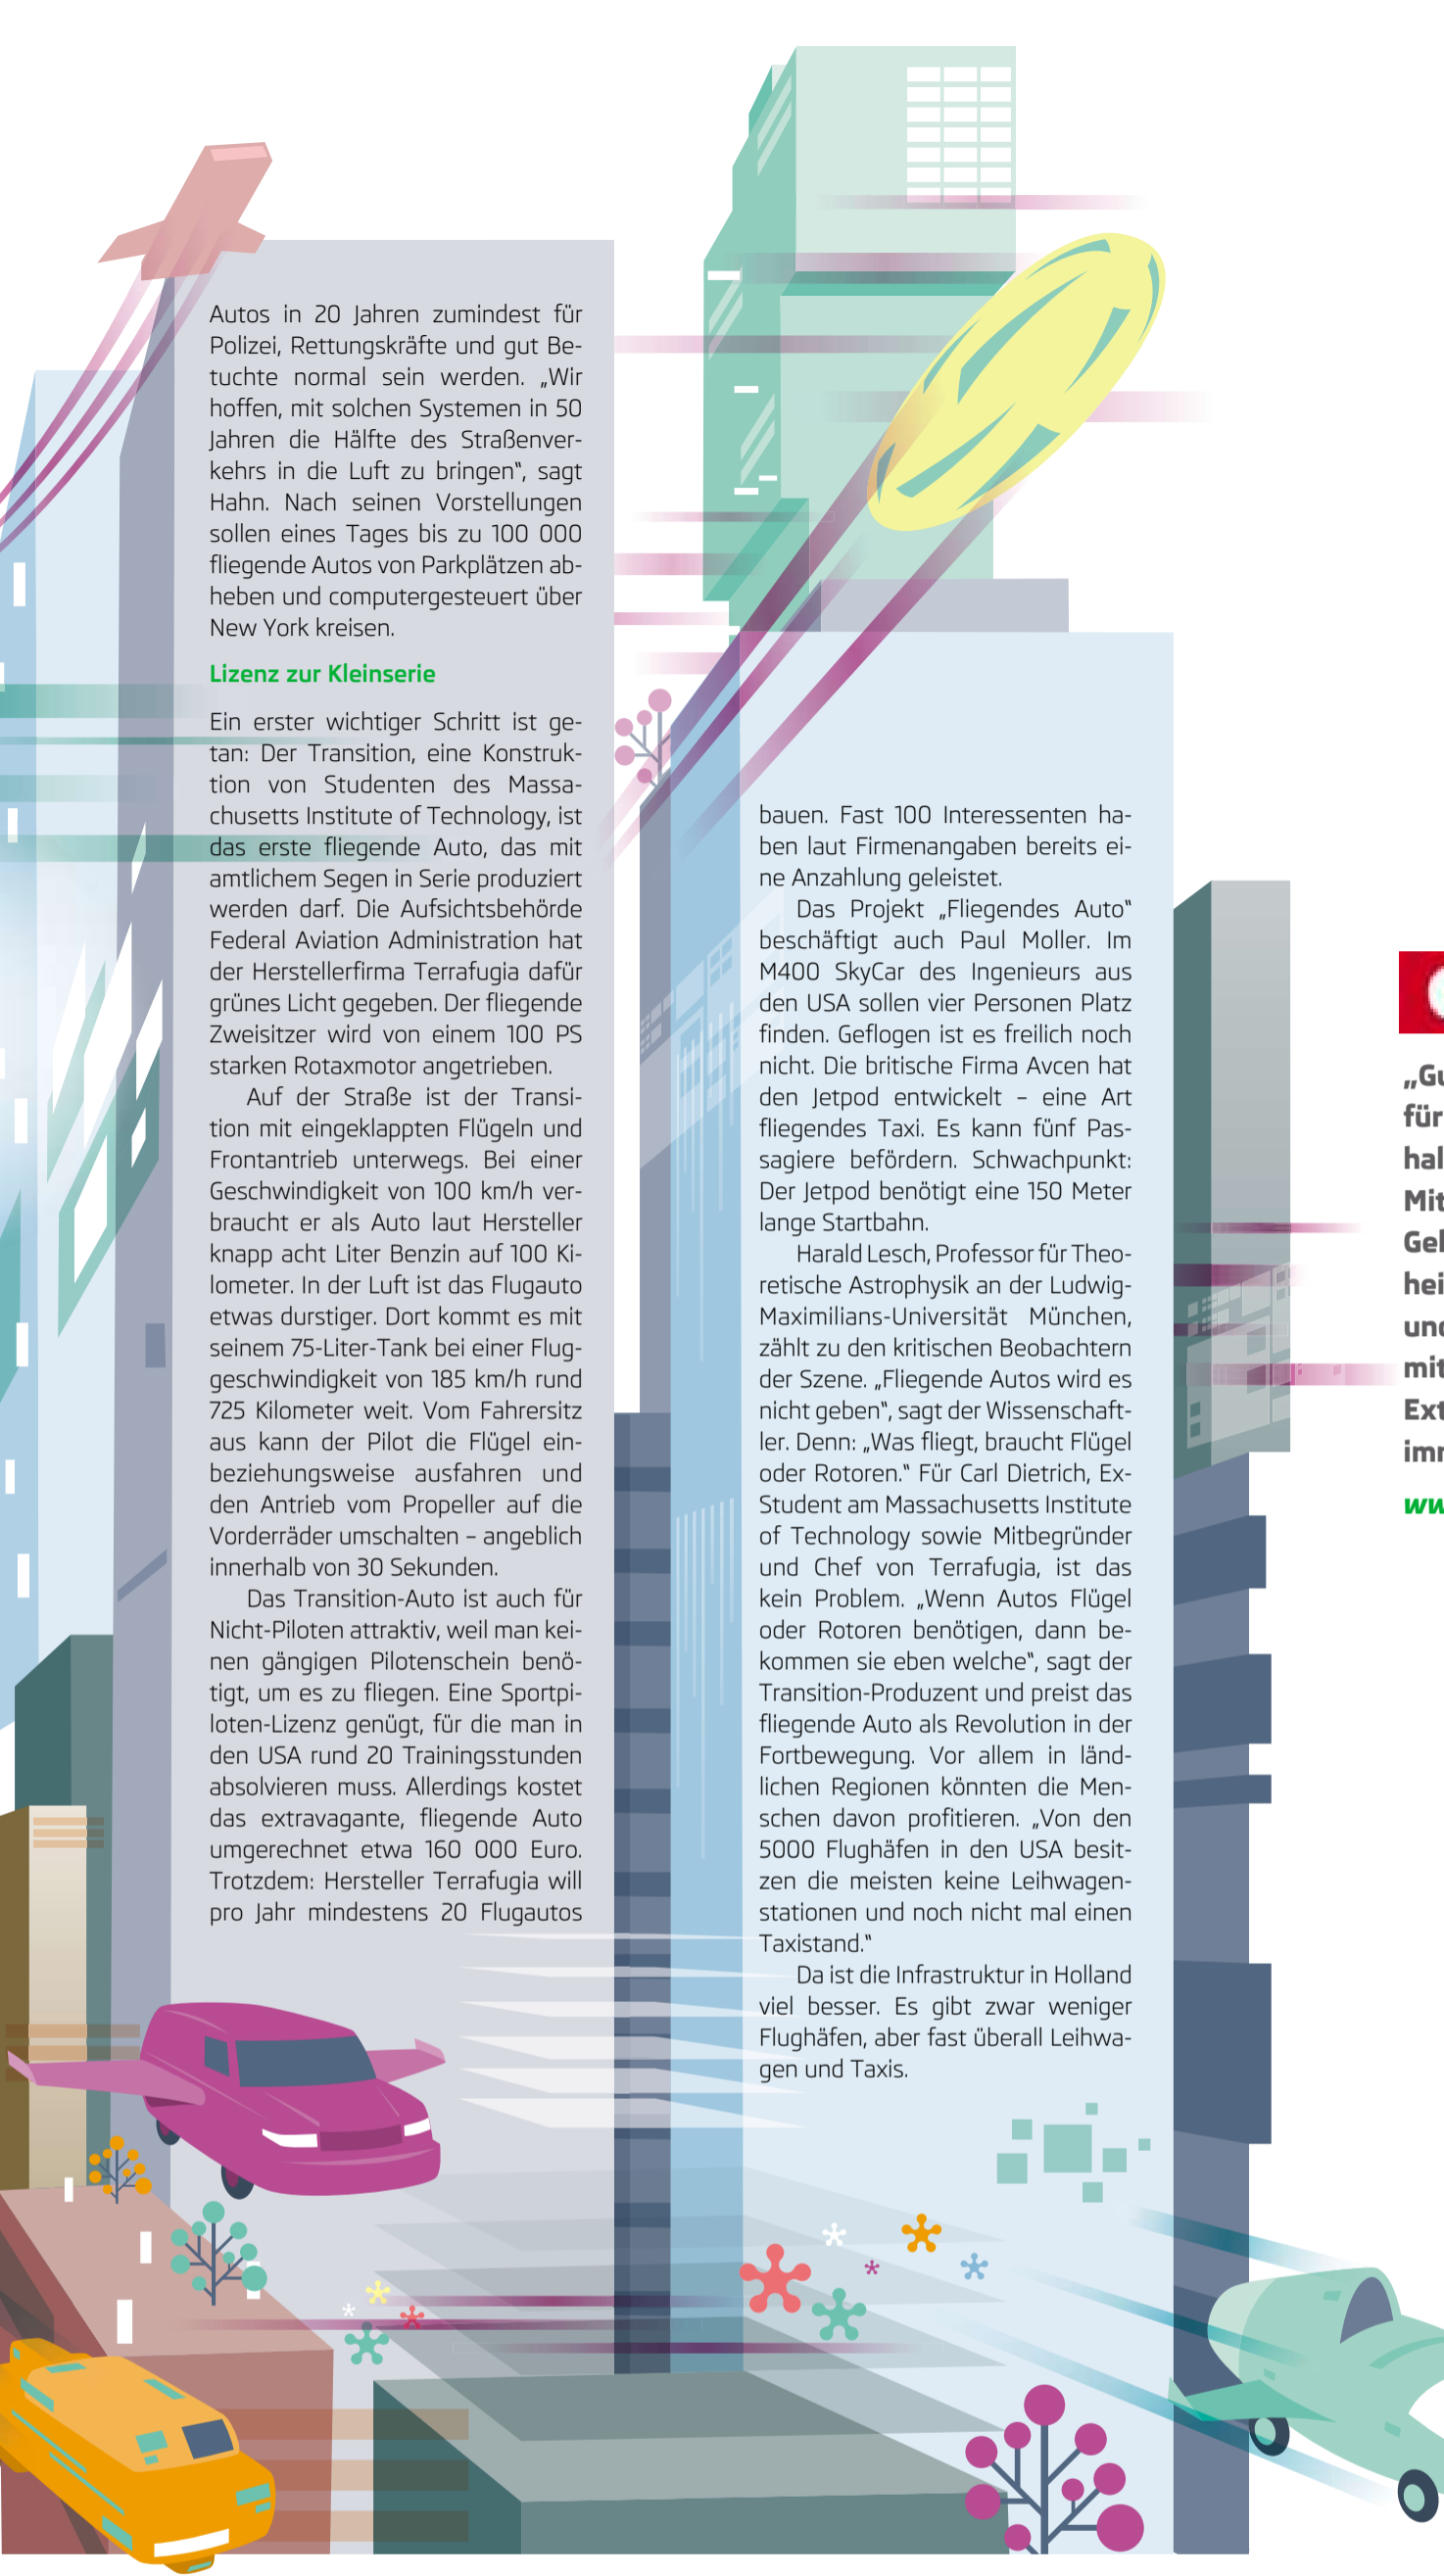 Autos in 20 Jahren zumindest für
Polizei, Rettungskräfte und gut Be-
tuchte normal sein werden. „Wir
hoffen, mit solchen Systemen in 50
Jahren die Hälfte des Straßenver-
kehrs in die Luft zu bringen“, sagt
Hahn. Nach seinen Vorstellungen
sollen eines Tages bis zu 100 000
fliegende Autos von Parkplätzen ab-
heben und computergesteuert über
New York kreisen.
Lizenz zur Kleinserie
Ein erster wichtiger Schritt ist ge-
tan: Der Transition, eine Konstruk-
tion von Studenten des Massa-
chusetts Institute of Technology, ist
das erste fliegende Auto, das mit
amtlichem Segen in Serie produziert
werden darf. Die Aufsichtsbehörde
Federal Aviation Administration hat
der Herstellerfirma Terrafugia dafür
grünes Licht gegeben. Der fliegende
Zweisitzer wird von einem 100 PS
starken Rotaxmotor angetrieben.
Auf der Straße ist der Transi-
tion mit eingeklappten Flügeln und
Frontantrieb unterwegs. Bei einer
Geschwindigkeit von 100 km/h ver-
braucht er als Auto laut Hersteller
knapp acht Liter Benzin auf 100 Ki-
lometer. In der Luft ist das Flugauto
etwas durstiger. Dort kommt es mit
seinem 75-Liter-Tank bei einer Flug-
geschwindigkeit von 185 km/h rund
725 Kilometer weit. Vom Fahrersitz
aus kann der Pilot die Flügel ein-
beziehungsweise ausfahren und
den Antrieb vom Propeller auf die
Vorderräder umschalten – angeblich
innerhalb von 30 Sekunden.
Das Transition-Auto ist auch für
Nicht-Piloten attraktiv, weil man kei-
nen gängigen Pilotenschein benö-
tigt, um es zu fliegen. Eine Sportpi-
loten-Lizenz genügt, für die man in
den USA rund 20 Trainingsstunden
absolvieren muss. Allerdings kostet
das extravagante, fliegende Auto
umgerechnet etwa 160 000 Euro.
Trotzdem: Hersteller Terrafugia will
pro Jahr mindestens 20 Flugautos
bauen. Fast 100 Interessenten ha-
ben laut Firmenangaben bereits ei-
ne Anzahlung geleistet.
Das Projekt „Fliegendes Auto“
beschäftigt auch Paul Moller. Im
M400 SkyCar des Ingenieurs aus
den USA sollen vier Personen Platz
finden. Geflogen ist es freilich noch
nicht. Die britische Firma Avcen hat
den Jetpod entwickelt – eine Art
fliegendes Taxi. Es kann fünf Pas-
sagiere befördern. Schwachpunkt:
Der Jetpod benötigt eine 150 Meter
lange Startbahn.
Harald Lesch, Professor für Theo-
retische Astrophysik an der Ludwig-
Maximilians-Universität München,
zählt zu den kritischen Beobachtern
der Szene. „Fliegende Autos wird es
nicht geben“, sagt der Wissenschaft-
ler. Denn: „Was fliegt, braucht Flügel
oder Rotoren.“ Für Carl Dietrich, Ex-
Student am Massachusetts Institute
of Technology sowie Mitbegründer
und Chef von Terrafugia, ist das
kein Problem. „Wenn Autos Flügel
oder Rotoren benötigen, dann be-
kommen sie eben welche“, sagt der
Transition-Produzent und preist das
fliegende Auto als Revolution in der
Fortbewegung. Vor allem in länd-
lichen Regionen könnten die Men-
schen davon profitieren. „Von den
5000 Flughäfen in den USA besit-
zen die meisten keine Leihwagen-
stationen und noch nicht mal einen
Taxistand.“
Da ist die Infrastruktur in Holland
viel besser. Es gibt zwar weniger
Flughäfen, aber fast überall Leihwa-
gen und Taxis.
für